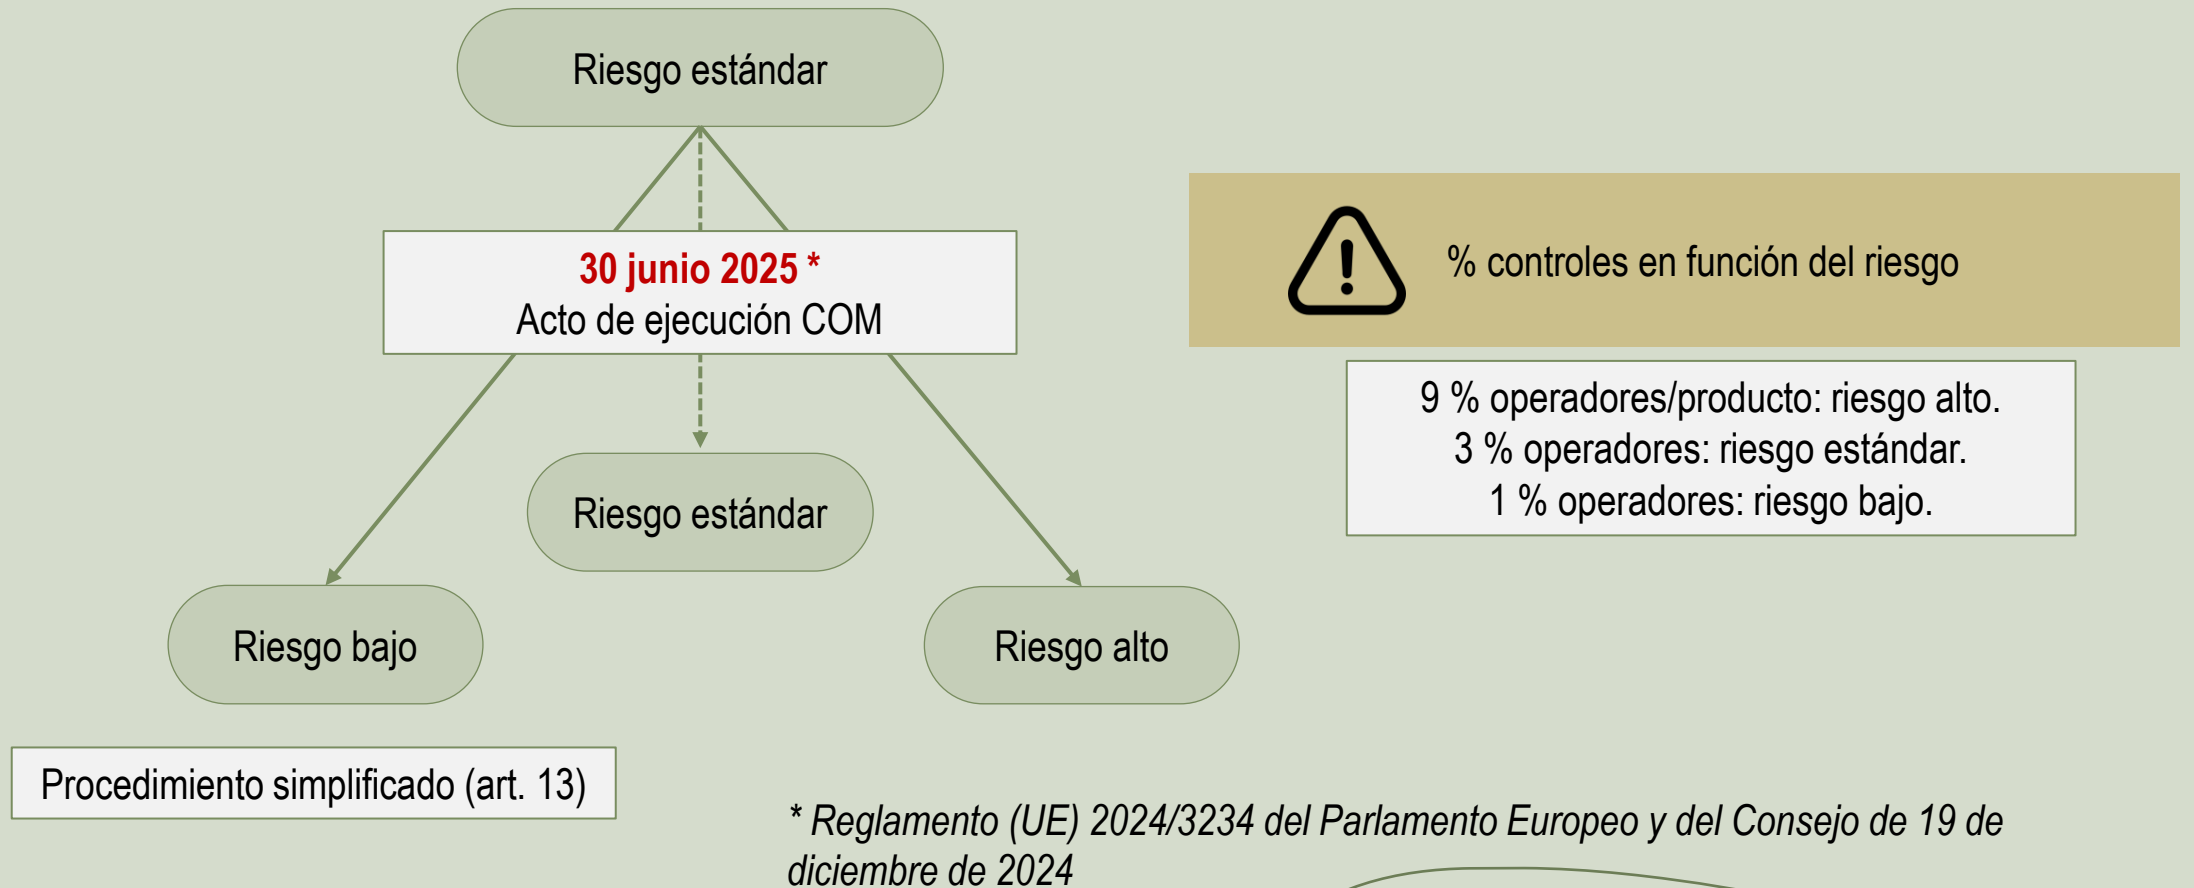 Riesgo estándar
30 junio 2025 *
Acto de ejecución COM
% controles en función del riesgo
9 % operadores/producto: riesgo alto.
3 % operadores: riesgo estándar.
1 % operadores: riesgo bajo.
Riesgo estándar
Riesgo bajo
Riesgo alto
Procedimiento simplificado (art. 13)
* Reglamento (UE) 2024/3234 del Parlamento Europeo y del Consejo de 19 de
diciembre de 2024